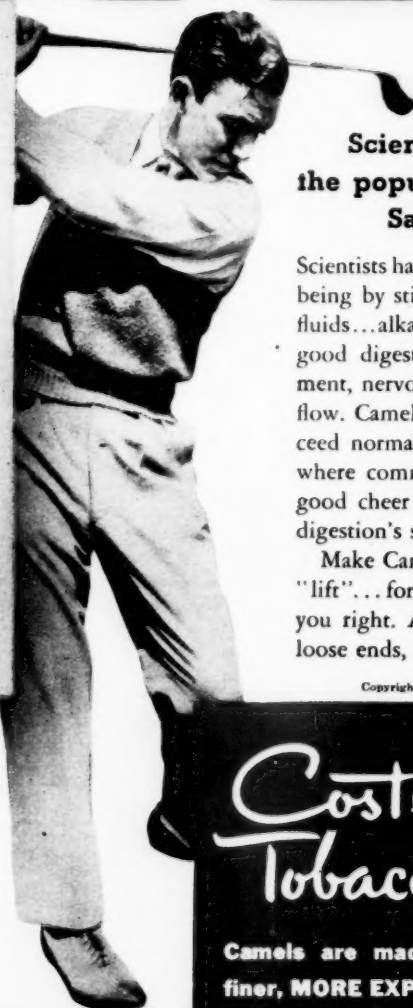 Scien
the popu
Sa
Scientists ha
being by sti
fluids...alka
good digest
ment, nervo
flow. Camel
ceed norma
where comm
good cheer
digestion's s
Make Car
"lift"... for
you right. A
loose ends,
Copyrigh
Cost
Tobac
Camels are mad
finer, MORE EXP